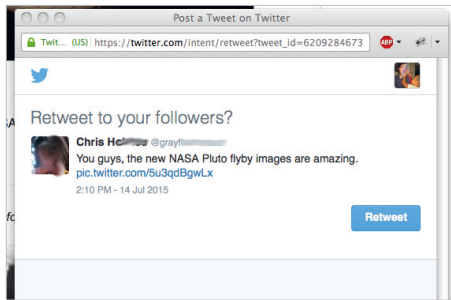 Post a Tweet on Twitter
Twit... (US) https://twitter.com/intent/retweet?tweet_id=6209284673
ABP
Retweet to your followers?
Chris
You guys, the new NASA Pluto flyby images are amazing.
pic.twitter.com/5u3qdBgwLx
2:10 PM - 14 Jul 2015
Retweet